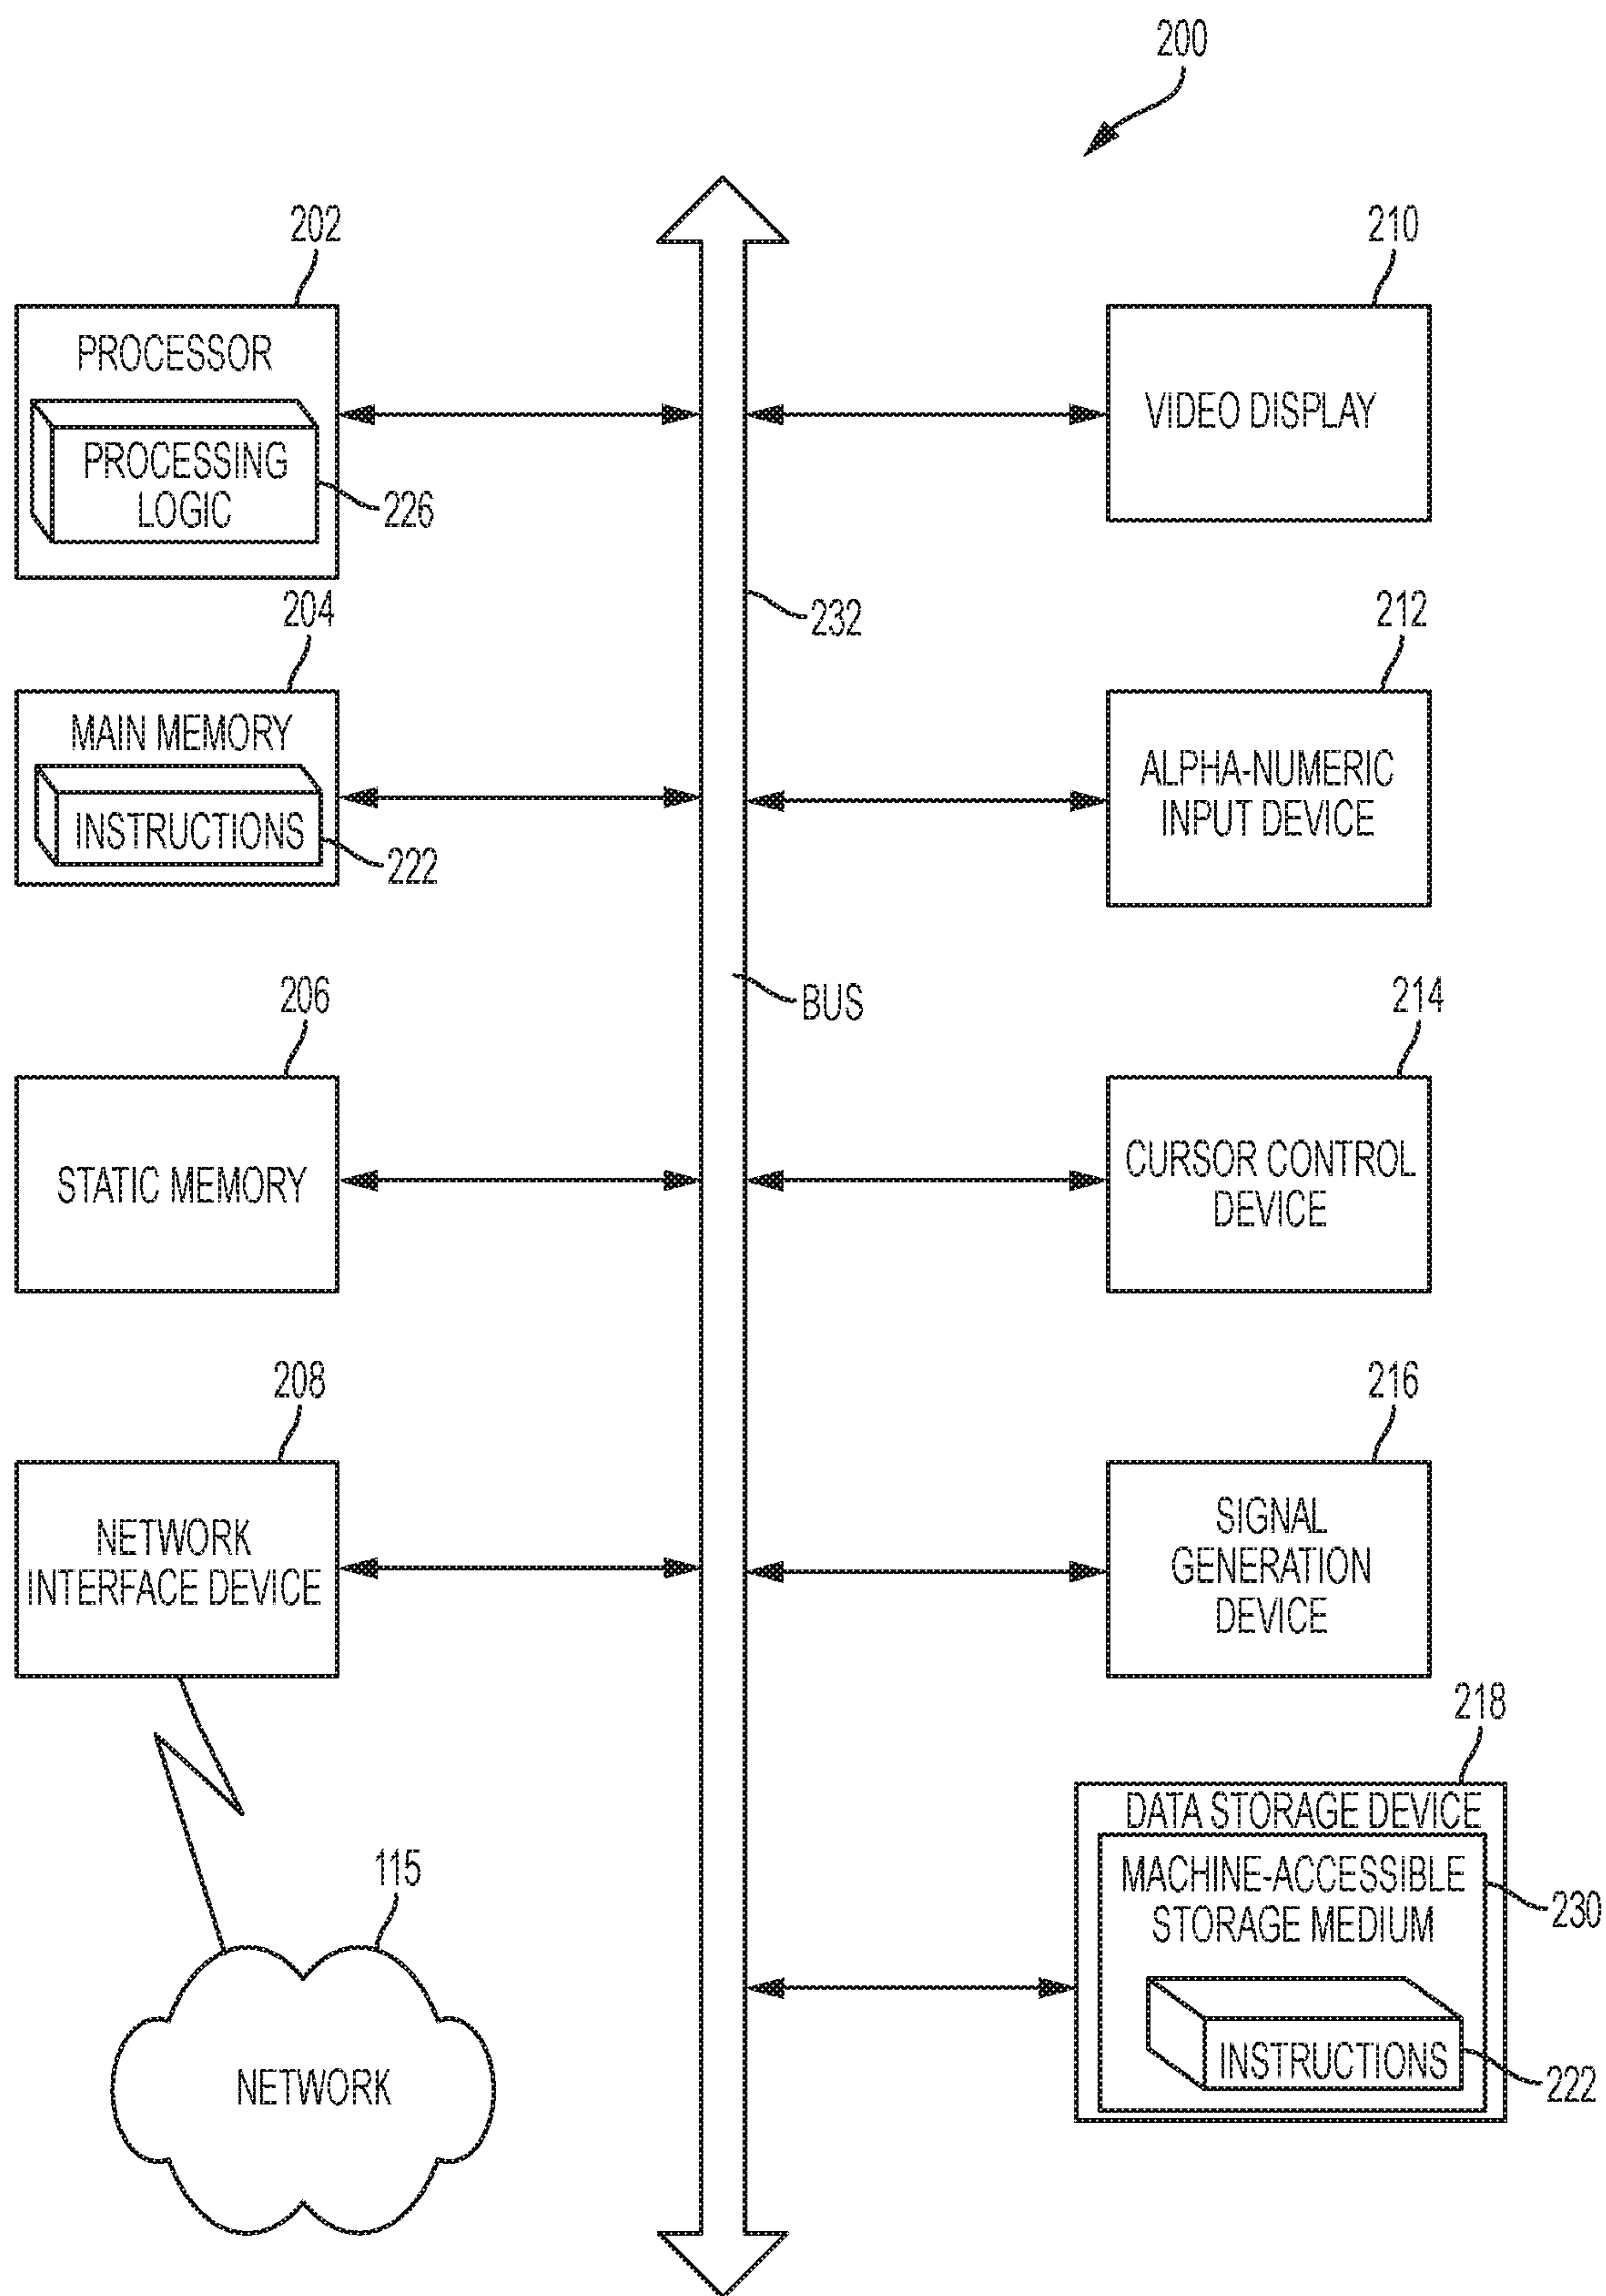 200
202
PROCESSOR
PROCESSING
LOGIC
226
204
MAIN MEMORY
INSTRUCTIONS
222
206
STATIC MEMORY
208
NETWORK
INTERFACE DEVICE
115
NETWORK
232
BUS
210
VIDEO DISPLAY
212
ALPHA-NUMERIC
INPUT DEVICE
214
CURSOR CONTROL
DEVICE
216
SIGNAL
GENERATION
DEVICE
218
DATA STORAGE DEVICE
MACHINE-ACCESSIBLE
STORAGE MEDIUM
230
INSTRUCTIONS
222